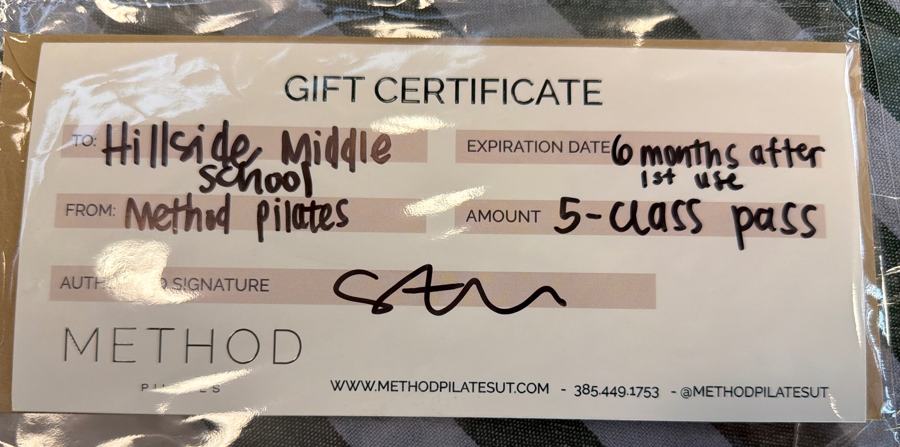 GIFT CERTIFICATE
TO: Hillside Middle
School
EXPIRATION DATE 6 months after
1st use
FROM: Method pilates
AMOUNT 5-class pass
SIGNATURE
METHOD
WWW.METHODPILATESUT.COM - 385.449.1753 - @METHODPILATESUT